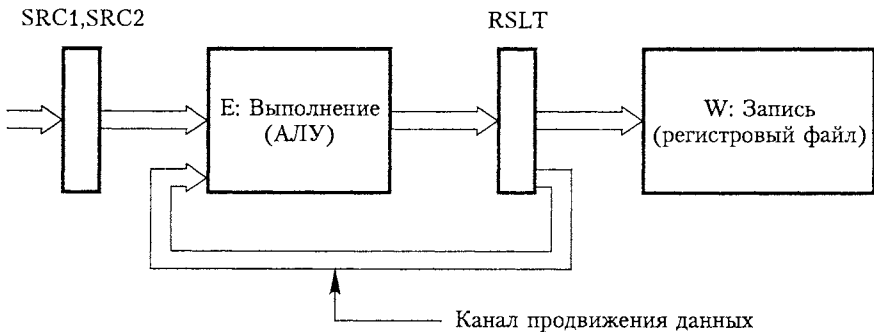 SRC1,SRC2
RSLT
E: Выполнение
(АЛУ)
W: Запись
(регистровый файл)
Канал продвижения данных